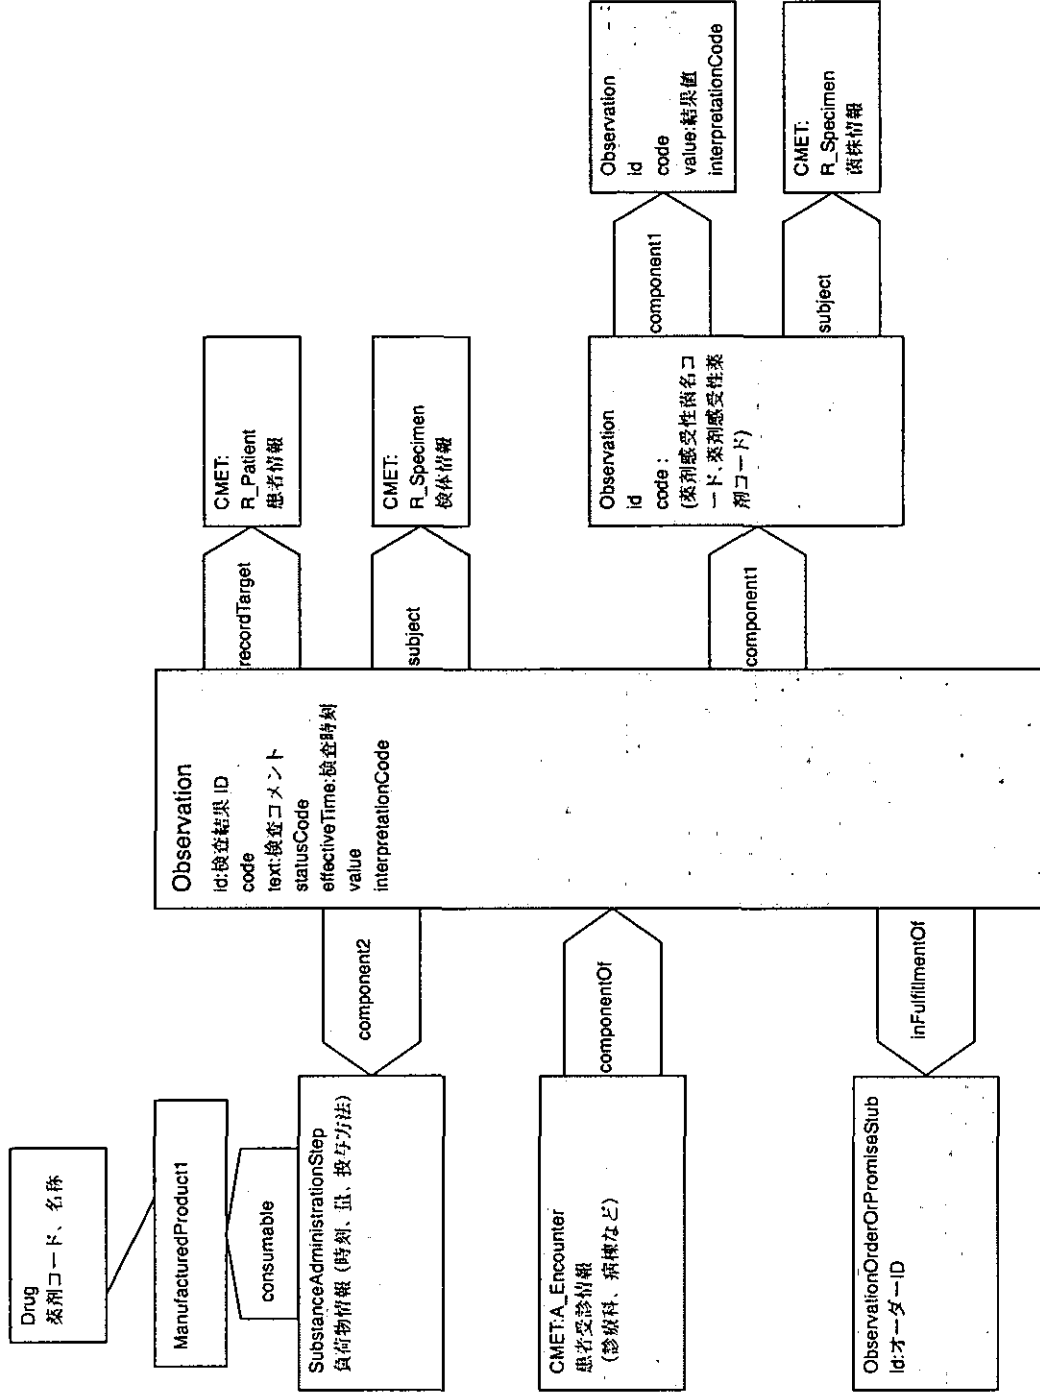 Drug
薬剤コード、名称
ManufacturedProduct1
consumable
SubstanceAdministrationStep
負荷物情報（時刻、量、投与方法）
component2
CMET:A_Encounter
患者受診情報
（診療科、病棟など）
componentOf
ObservationOrderOrPromiseStub
Id:オーダーID
inFulfillmentOf
Observation
id:検査結果 ID
code
text:検査コメント
statusCode
effectiveTime:検査時刻
value
interpretationCode
recordTarget
CMET:
R_Patient
患者情報
subject
CMET:
R_Specimen
検体情報
component1
Observation
id
code :
(薬剤感受性菌名コ
ード、薬剤感受性薬
剤コード)
component1
Observation
id
code
value:結果値
interpretationCode
subject
CMET:
R_Specimen
菌株情報